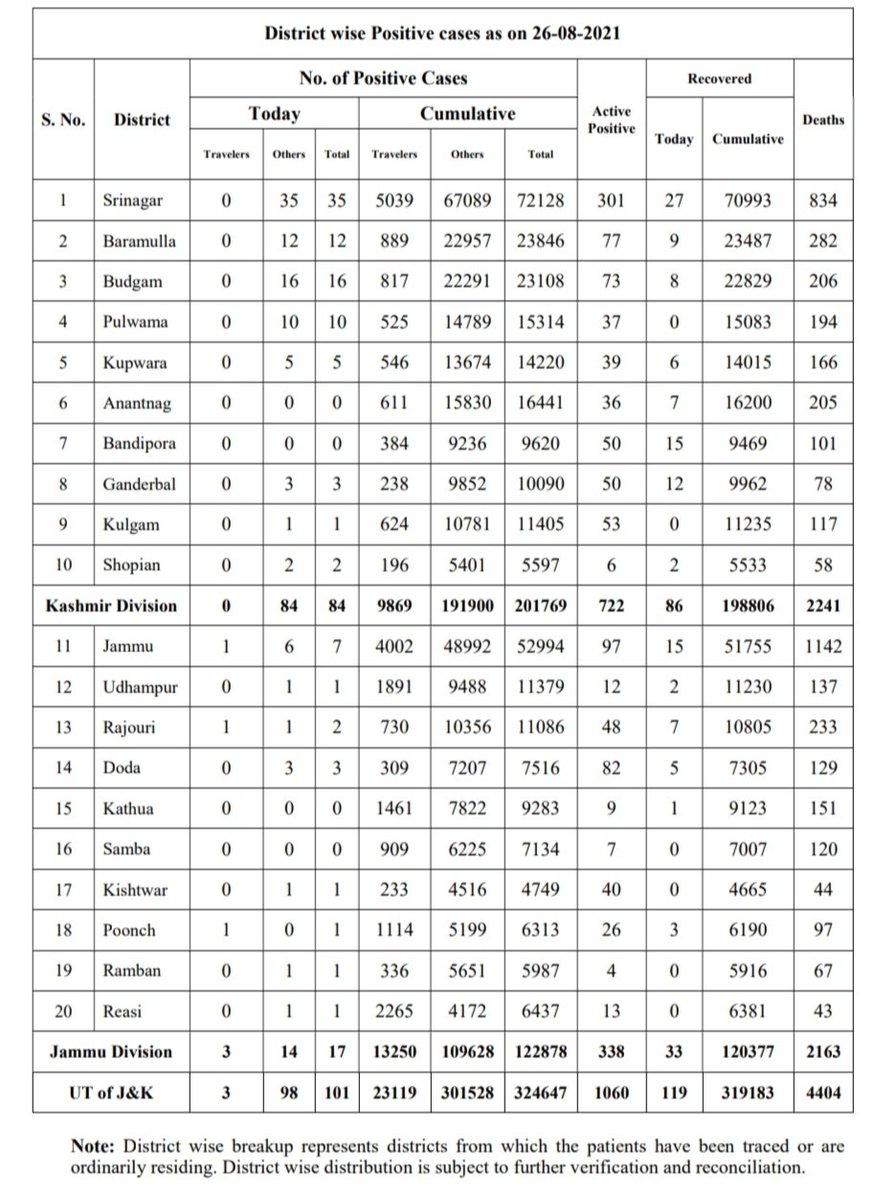 District wise Positive cases as on 26-08-2021
S. No. District No. of Positive Cases Active Positive Recovered Deaths
Today Cumulative Today Cumulative
Travelers Others Total Travelers Others Total
1 Srinagar 0 35 35 5039 67089 72128 301 27 70993 834
2 Baramulla 0 12 12 889 22957 23846 77 9 23487 282
3 Budgam 0 16 16 817 22291 23108 73 8 22829 206
4 Pulwama 0 10 10 525 14789 15314 37 0 15083 194
5 Kupwara 0 5 5 546 13674 14220 39 6 14015 166
6 Anantnag 0 0 0 611 15830 16441 36 7 16200 205
7 Bandipora 0 0 0 384 9236 9620 50 15 9469 101
8 Ganderbal 0 3 3 238 9852 10090 50 12 9962 78
9 Kulgam 0 1 1 624 10781 11405 53 0 11235 117
10 Shopian 0 2 2 196 5401 5597 6 2 5533 58
Kashmir Division 0 84 84 9869 191900 201769 722 86 198806 2241
11 Jammu 1 6 7 4002 48992 52994 97 15 51755 1142
12 Udhampur 0 1 1 1891 9488 11379 12 2 11230 137
13 Rajouri 1 1 2 730 10356 11086 48 7 10805 233
14 Doda 0 3 3 309 7207 7516 82 5 7305 129
15 Kathua 0 0 0 1461 7822 9283 9 1 9123 151
16 Samba 0 0 0 909 6225 7134 7 0 7007 120
17 Kishtwar 0 1 1 233 4516 4749 40 0 4665 44
18 Poonch 1 0 1 1114 5199 6313 26 3 6190 97
19 Ramban 0 1 1 336 5651 5987 4 0 5916 67
20 Reasi 0 1 1 2265 4172 6437 13 0 6381 43
Jammu Division 3 14 17 13250 109628 122878 338 33 120377 2163
UT of J&K 3 98 101 23119 301528 324647 1060 119 319183 4404
Note: District wise breakup represents districts from which the patients have been traced or are
ordinarily residing. District wise distribution is subject to further verification and reconciliation.